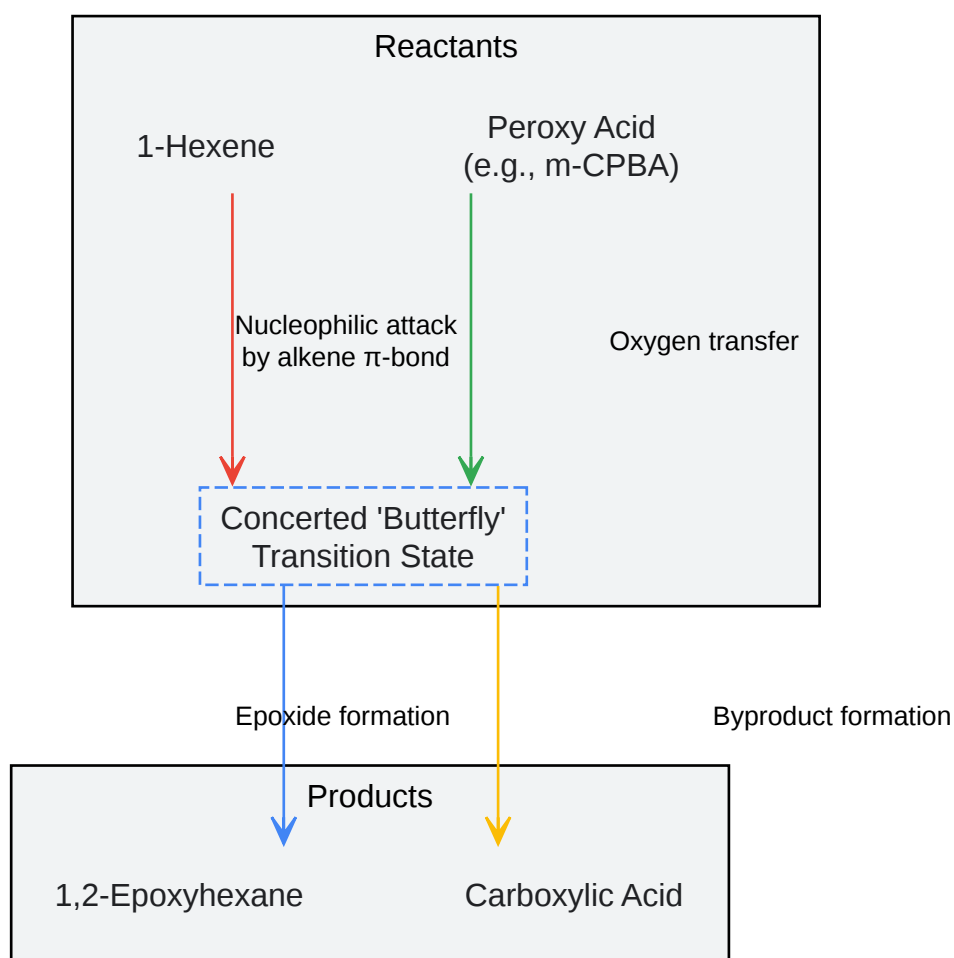 Reactants
1-Hexene
Peroxy Acid
(e.g., m-CPBA)
Nucleophilic attack
by alkene π-bond
Oxygen transfer
Concerted 'Butterfly'
Transition State
Epoxide formation
Byproduct formation
Products
1,2-Epoxyhexane
Carboxylic Acid